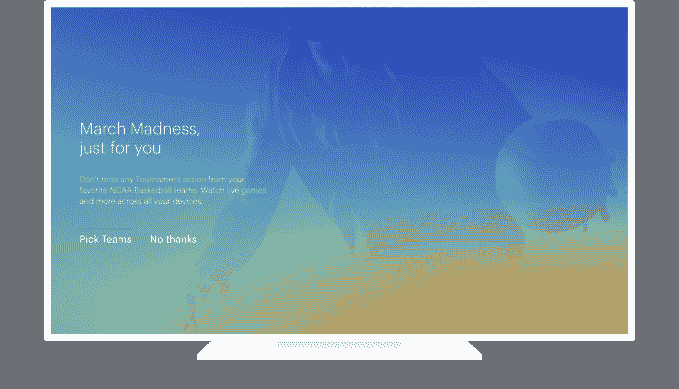 March Madness,
just for you
Don't miss any Tournament action from your
favorite NCAA Basketball teams. Watch live games
and more across all your devices.
Pick Teams No thanks